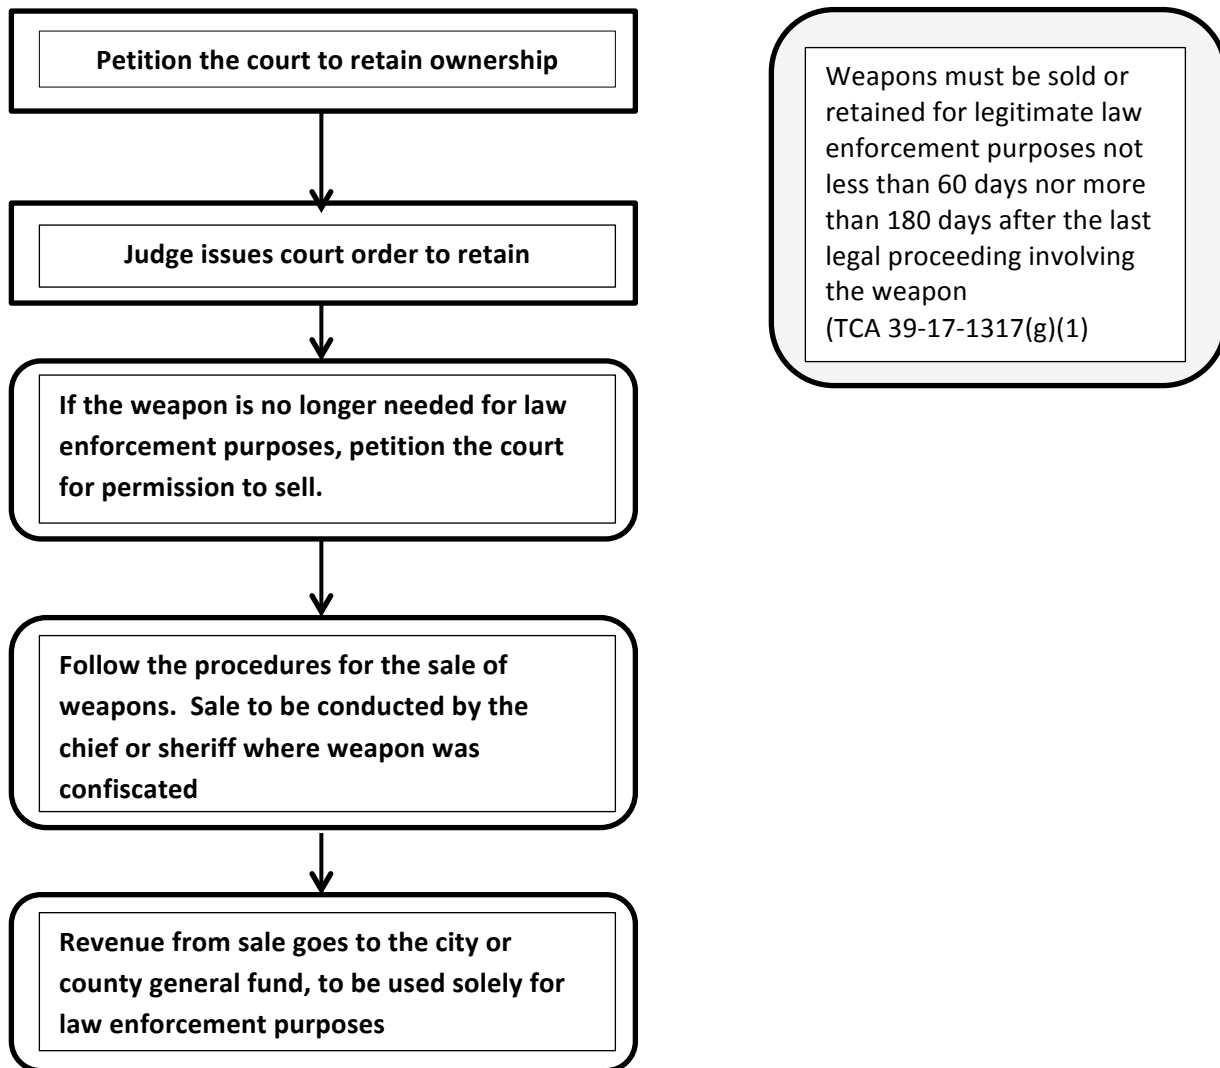 Petition the court to retain ownership
Judge issues court order to retain
If the weapon is no longer needed for law
enforcement purposes, petition the court
for permission to sell.
Follow the procedures for the sale of
weapons.  Sale to be conducted by the
chief or sheriff where weapon was
confiscated
Revenue from sale goes to the city or
county general fund, to be used solely for
law enforcement purposes
Weapons must be sold or
retained for legitimate law
enforcement purposes not
less than 60 days nor more
than 180 days after the last
legal proceeding involving
the weapon
(TCA 39-17-1317(g)(1)